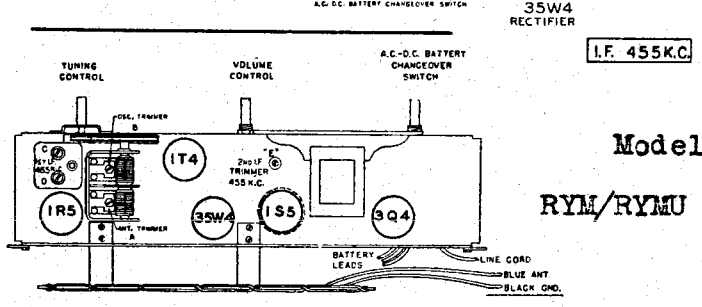 A.C. D.C. BATTERY CHANGEOVER SWITCH
35W4
RECTIFIER
I.F. 455K.C.
TUNING
CONTROL
VOLUME
CONTROL
A.C.-D.C. BATTERY
CHANGEOVER
SWITCH
OSC. TRIMMER
B
C
455K.C.
D
1T4
"E"
2ND I.F
TRIMMER
455 K.C.
Model
RYM/RYMU
1R5
35W4
1S5
3Q4
ANT. TRIMMER
A
BATTERY
LEADS
LINE CORD
BLUE ANT.
BLACK GND.